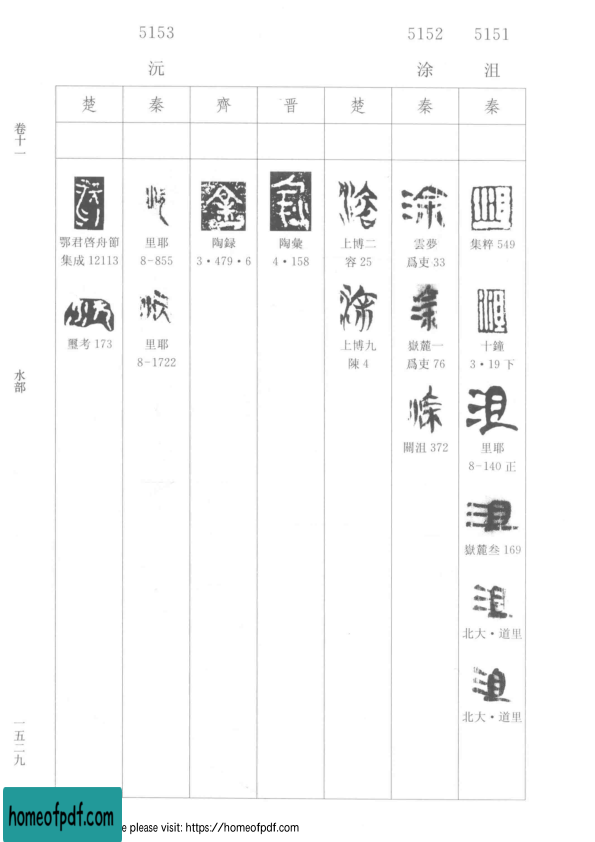 5151
沮
秦
集粹 549
十鐘
3·19 下
里耶
8-140 正
嶽麓叁 169
北大·道里
北大·道里
5152
涂
秦
雲夢
爲吏 33
嶽麓一
爲吏 76
關沮 372
楚
上博二
容 25
上博九
陳 4
晋
陶彙
4·158
齊
陶録
3·479·6
5153
沅
秦
里耶
8-855
里耶
8-1722
楚
鄂君啓舟節
集成 12113
璽考 173
卷十一
水部
一五二九
homeofpdf.com
e please visit: https://homeofpdf.com